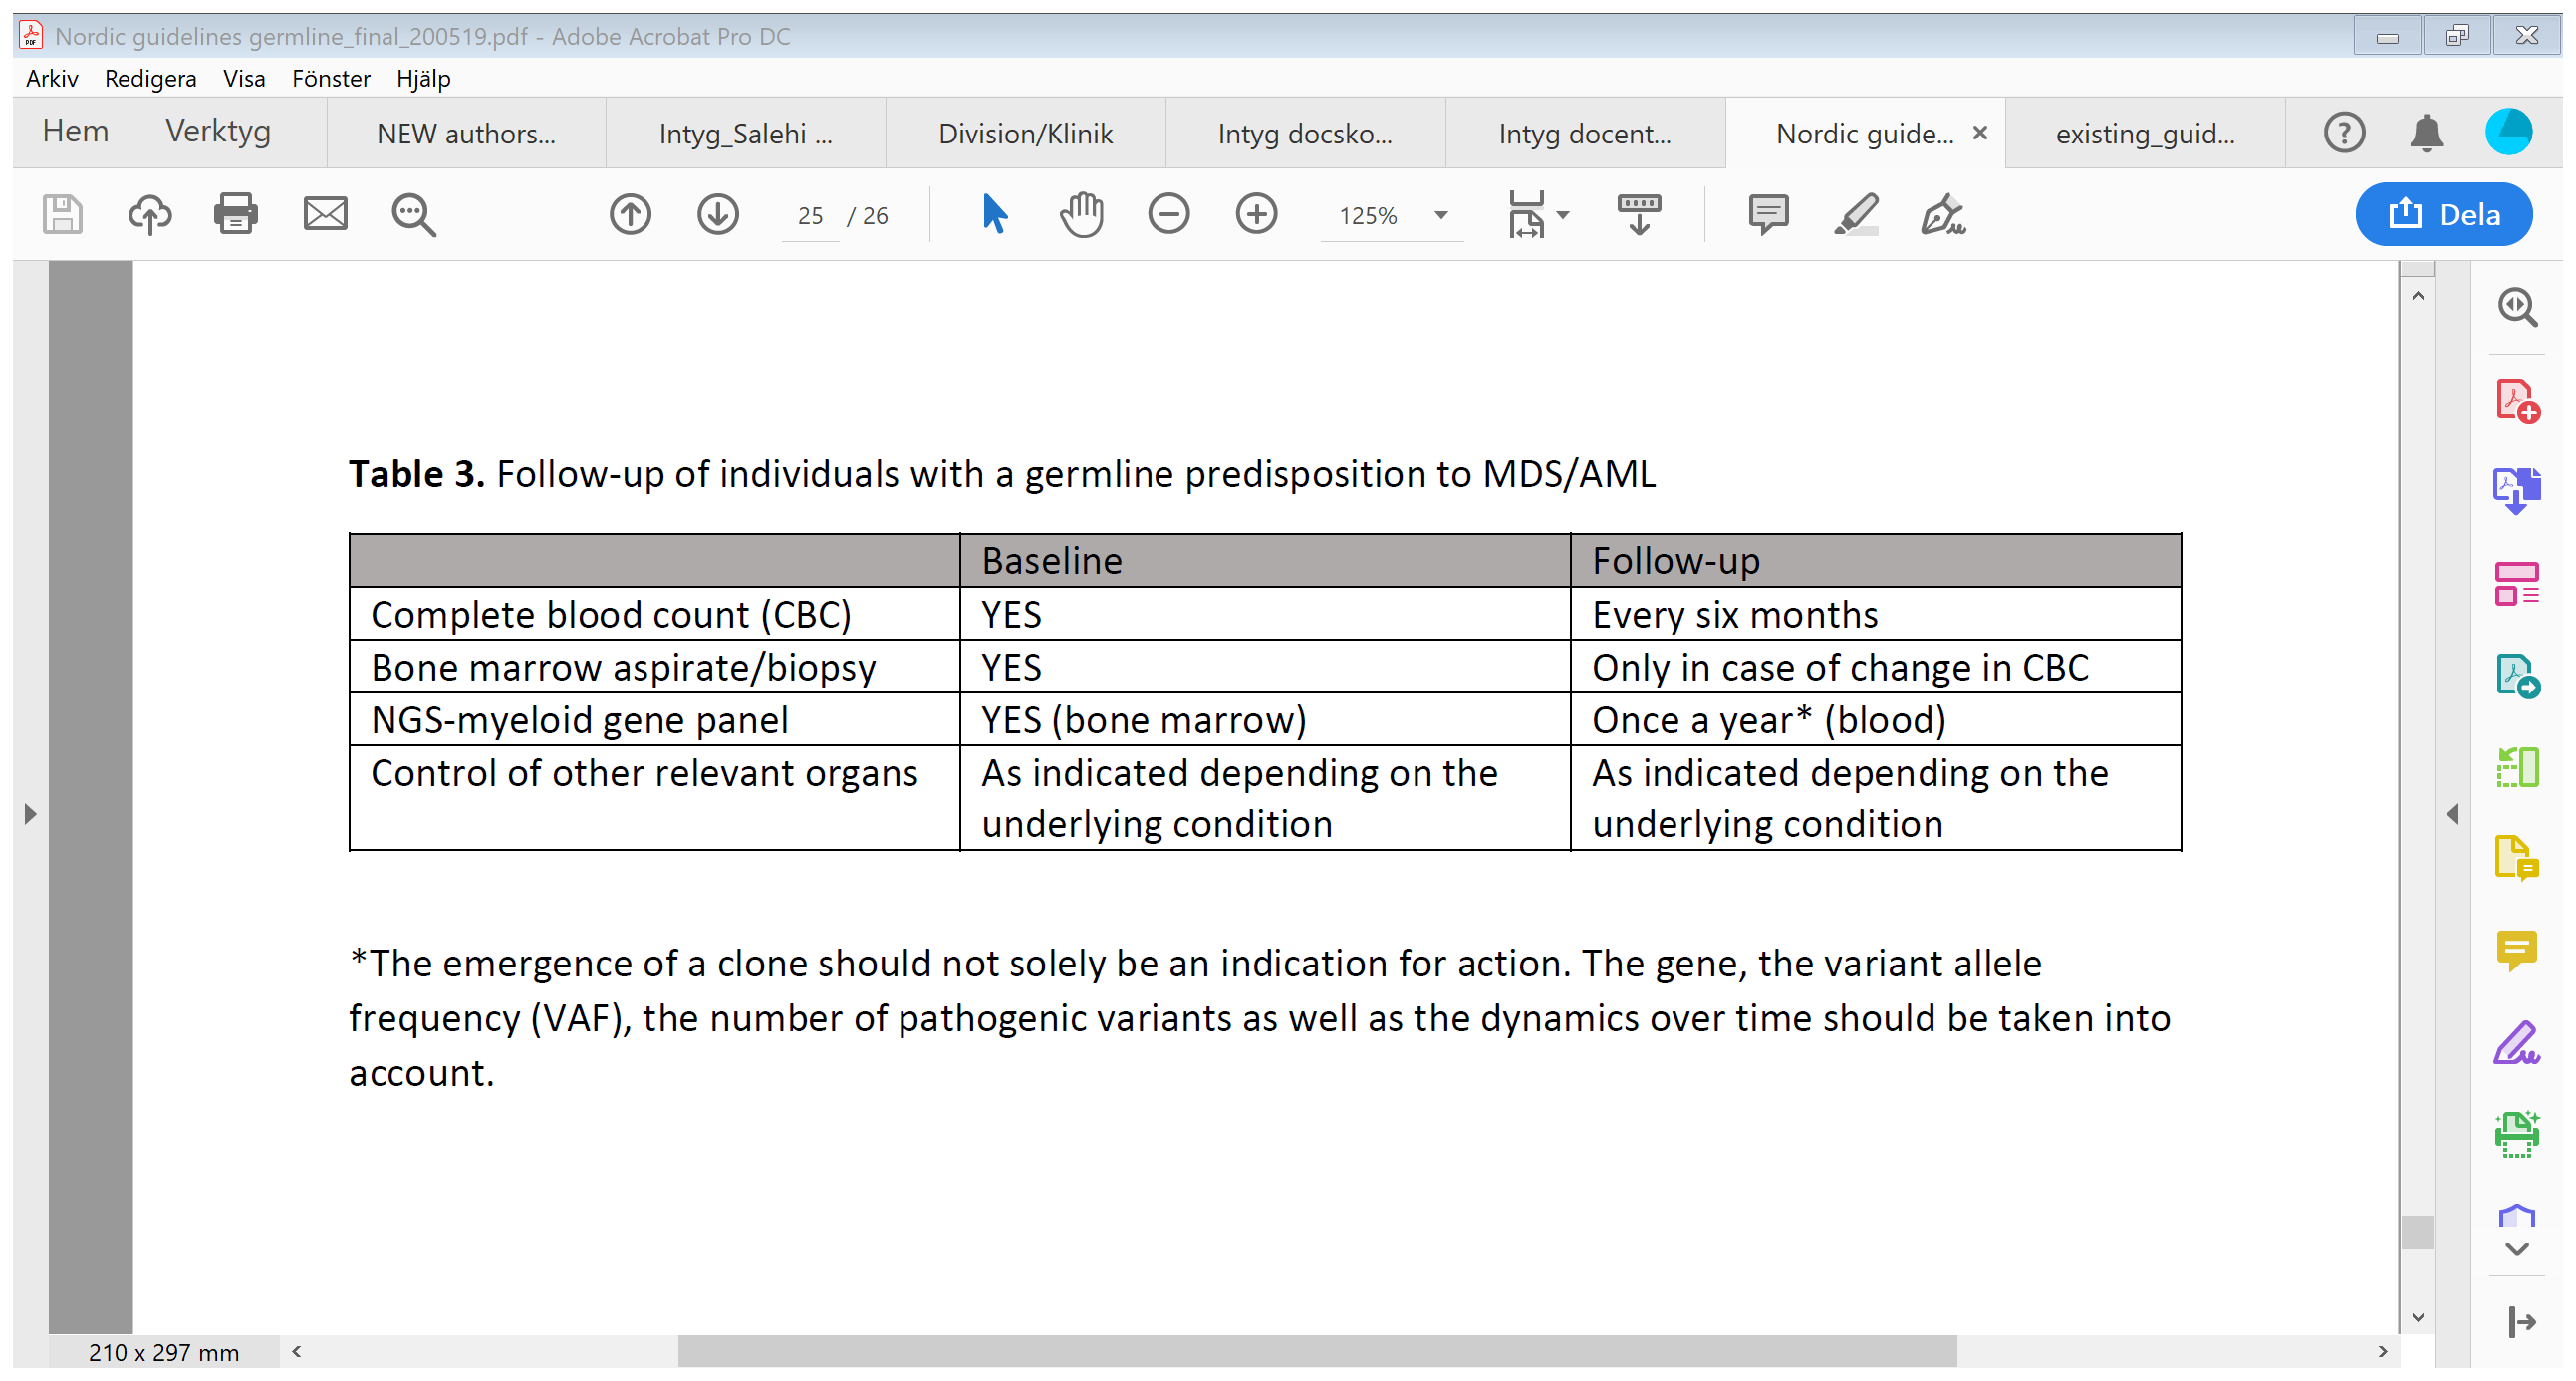 Nordic guidelines germline_final_200519.pdf - Adobe Acrobat Pro DC
Arkiv Redigera Visa Fönster Hjälp
Hem Verktyg NEW authors... Intyg_Salehi ... Division/Klinik Intyg docsko... Intyg docent... Nordic guide... × existing_guid...
25 / 26 125% Dela
Table 3. Follow-up of individuals with a germline predisposition to MDS/AML
Baseline Follow-up
Complete blood count (CBC) YES Every six months
Bone marrow aspirate/biopsy YES Only in case of change in CBC
NGS-myeloid gene panel YES (bone marrow) Once a year* (blood)
Control of other relevant organs As indicated depending on the As indicated depending on the
underlying condition underlying condition
*The emergence of a clone should not solely be an indication for action. The gene, the variant allele
frequency (VAF), the number of pathogenic variants as well as the dynamics over time should be taken into
account.
210 x 297 mm